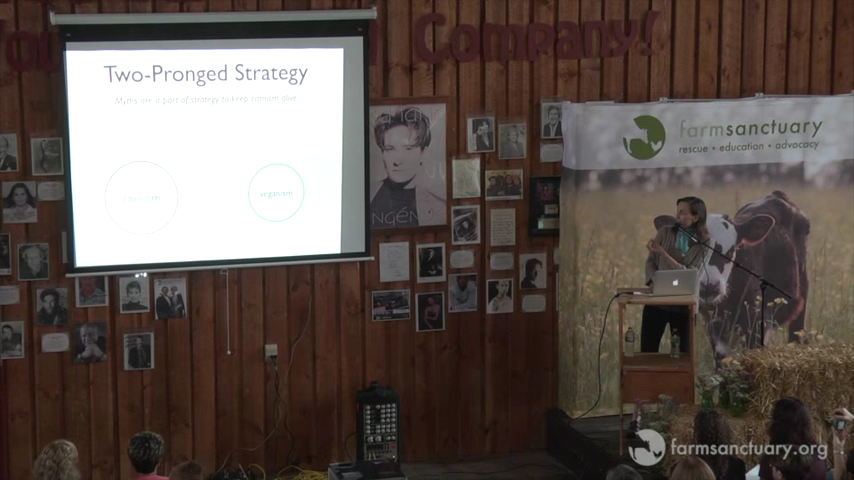 Company!
Two-Pronged Strategy
Myths are a part of strategy to keep carnism alive
carnism
veganism
farmsanctuary
rescue • education • advocacy
farmsanctuary.org